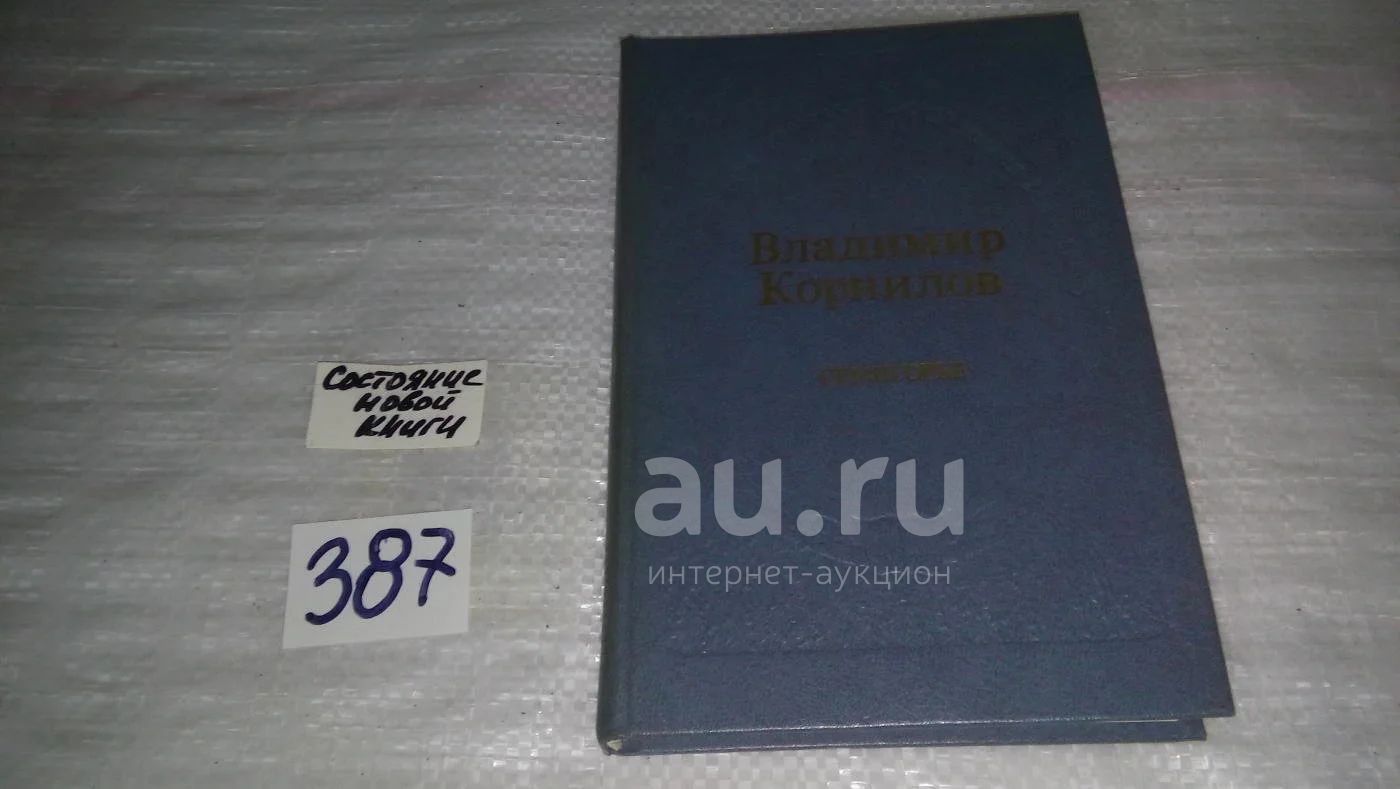 Владимир
Корнилов
Состояние
новой
книги
387
au.ru
интернет-аукцион